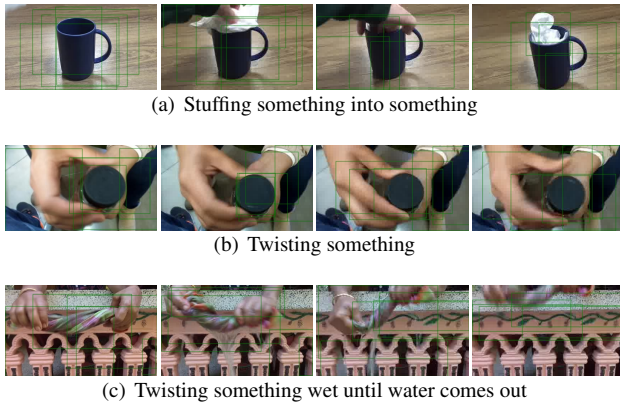 (a) Stuffing something into something
(b) Twisting something
(c) Twisting something wet until water comes out